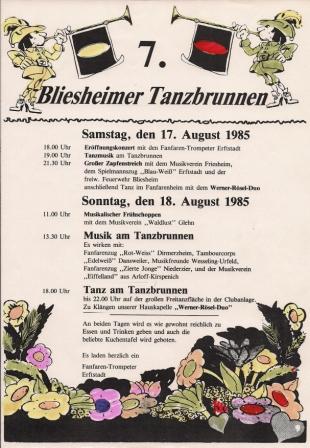 7.
Bliesheimer Tanzbrunnen
Samstag, den 17. August 1985
18.00 Uhr Eröffnungskonzert mit den Fanfaren-Trompeter Erftstadt
19.00 Uhr Tanzmusik am Tanzbrunnen
21.30 Uhr Großer Zapfenstreich mit dem Musikverein Friesheim,
dem Spielmannszug „Blau-Weiß" Erftstadt und der
freiw. Feuerwehr Bliesheim
anschließend Tanz im Fanfarenheim mit dem Werner-Rösel-Duo
Sonntag, den 18. August 1985
11.00 Uhr Musikalischer Frühschoppen
mit dem Musikverein „Waldlust" Glehn
13.30 Uhr Musik am Tanzbrunnen
Es wirken mit:
Fanfarenzug „Rot-Weiss" Dirmerzheim, Tambourcorps
„Edelweiß" Dansweiler, Musikfreunde Wesseling-Urfeld,
Fanfarenzug „Zierte Jonge" Niederzier, und der Musikverein
„Eiffelland" aus Arloff-Kirspenich
18.00 Uhr Tanz am Tanzbrunnen
bis 22.00 Uhr auf der großen Freitanzfläche in der Clubanlage.
Zu Klängen unserer Hauskapelle „Werner-Rösel-Duo"
An beiden Tagen wird es wie gewohnt reichlich zu
Essen und Trinken geben und auch die
beliebte Kuchentafel wird geboten.
Es laden herzlich ein
Fanfaren-Trompeter
Erftstadt